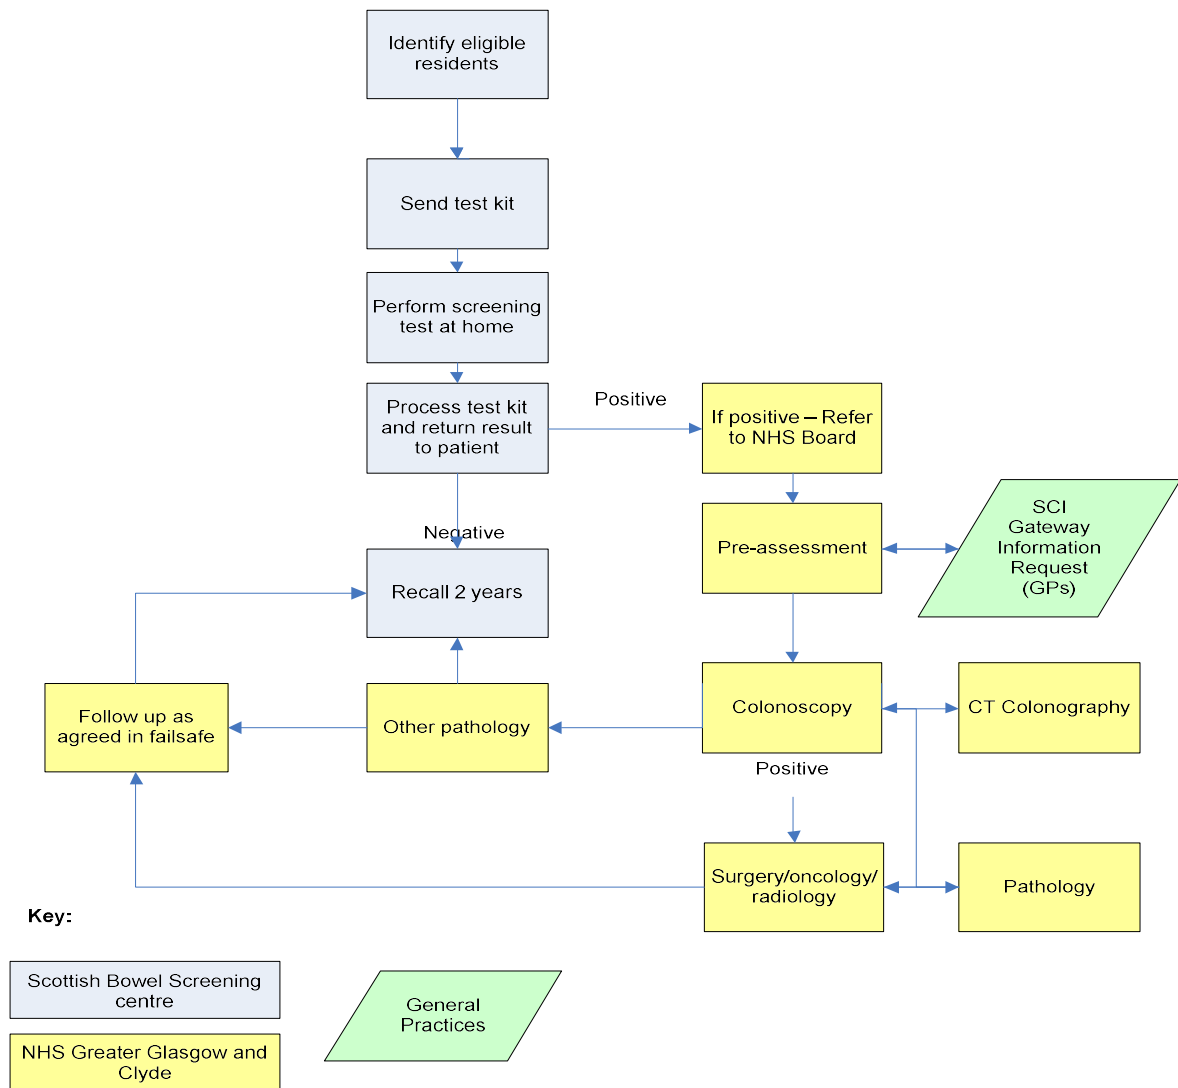 Identify eligible
residents
Send test kit
Perform screening
test at home
Process test kit
and return result
to patient
Positive
If positive – Refer
to NHS Board
Negative
Recall 2 years
Pre-assessment
SCI
Gateway
Information
Request
(GPs)
Follow up as
agreed in failsafe
Other pathology
Colonoscopy
CT Colonography
Positive
Surgery/oncology/
radiology
Pathology
Key:
Scottish Bowel Screening
centre
General
Practices
NHS Greater Glasgow and
Clyde